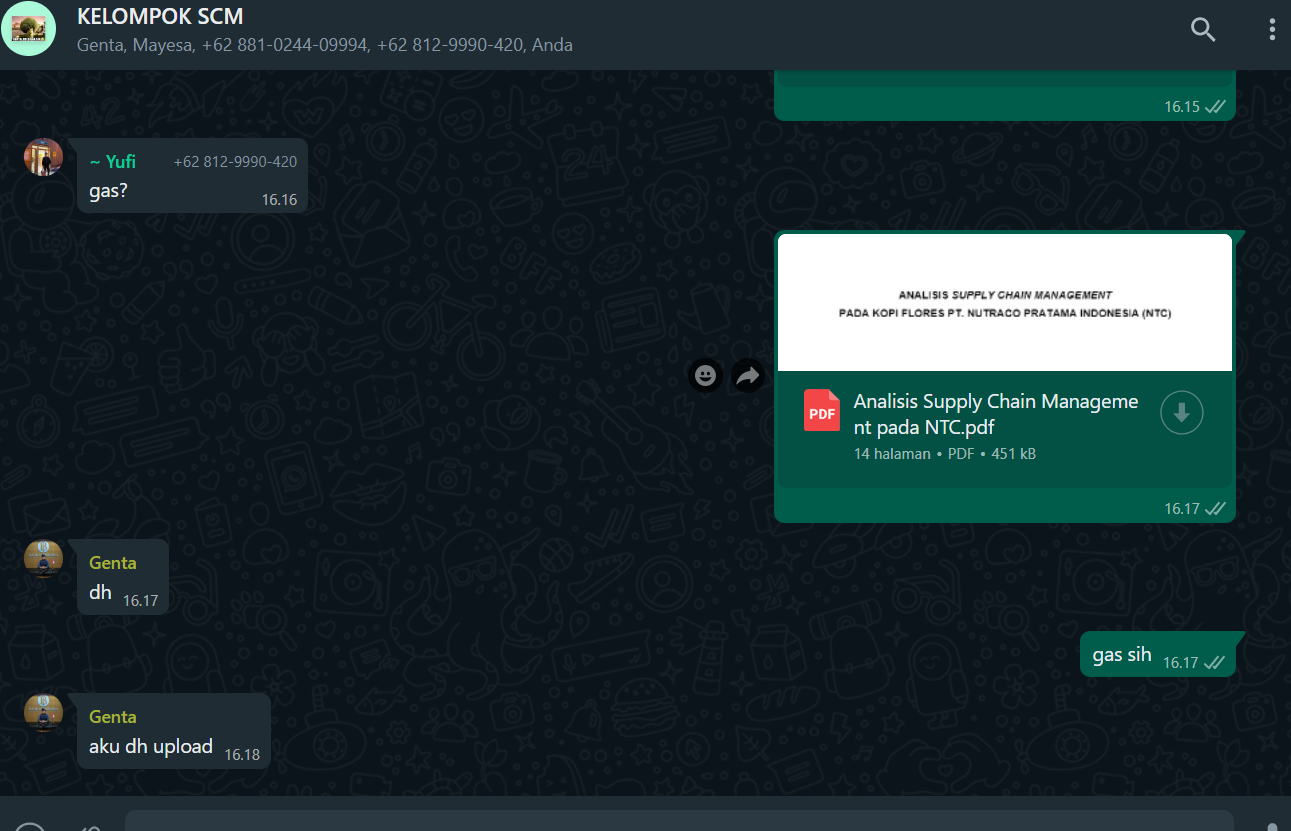 KELOMPOK SCM
Genta, Mayesa, +62 881-0244-09994, +62 812-9990-420, Anda
16.15
~ Yufi +62 812-9990-420
gas?
16.16
ANALISIS SUPPLY CHAIN MANAGEMENT
PADA KOPI FLORES PT. NUTRACO PRATAMA INDONESIA (NTC)
PDF
Analisis Supply Chain Manageme
nt pada NTC.pdf
14 halaman • PDF • 451 kB
16.17
Genta
dh 16.17
gas sih 16.17
Genta
aku dh upload 16.18